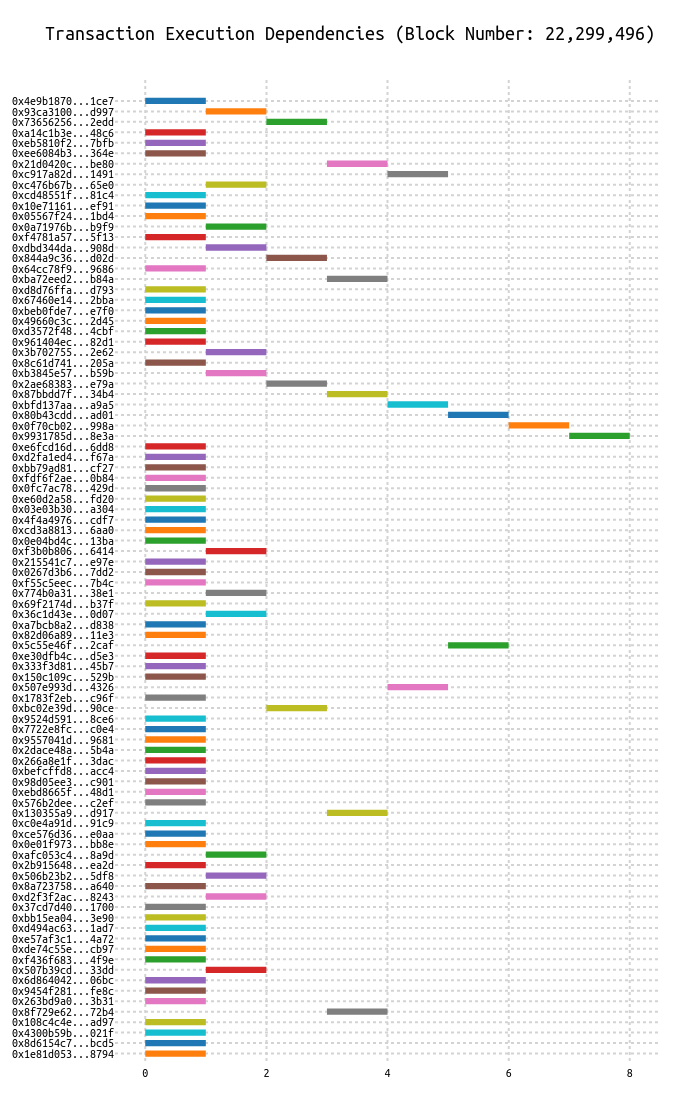 Transaction Execution Dependencies (Block Number: 22,299,496)
0x4e9b1870...1ce7
0x93ca3100...d997
0x73656256...2edd
0xa14c1b3e...48c6
0xeb5810f2...7bfb
0xee6084b3...364e
0x21d0420c...be80
0xc917a82d...1491
0xc476b67b...65e0
0xcd48551f...81c4
0x10e71161...ef91
0x05567f24...1bd4
0x0a71976b...b9f9
0xf4781a57...5f13
0xdbd344da...908d
0x844a9c36...d02d
0x64cc78f9...9686
0xba72eed2...b84a
0xd8d76ffa...d793
0x67460e14...2bba
0xbeb0fde7...e7f0
0x49660c3c...2d45
0xd3572f48...4cbf
0x961404ec...82d1
0x3b702755...2e62
0x8c61d741...205a
0xb3845e57...b59b
0x2ae68383...e79a
0x87bbdd7f...34b4
0xbfd137aa...a9a5
0x80b43cdd...ad01
0x0f70cb02...998a
0x9931785d...8e3a
0xe6fcd16d...6dd8
0xd2fa1ed4...f67a
0xbb79ad81...cf27
0xfdf6f2ae...0b84
0x0fc7ac78...429d
0xe60d2a58...fd20
0x03e03b30...a304
0x4f4a4976...cdf7
0xcd3a8813...6aa0
0x0e04bd4c...13ba
0xf3b0b806...6414
0x215541c7...e97e
0x0267d3b6...7dd2
0xf55c5eec...7b4c
0x774b0a31...38e1
0x69f2174d...b37f
0x36c1d43e...0d07
0xa7bcb8a2...d838
0x82d06a89...11e3
0x5c55e46f...2caf
0xe30dfb4c...d5e3
0x333f3d81...45b7
0x150c109c...529b
0x507e993d...4326
0x1783f2eb...c96f
0xbc02e39d...90ce
0x9524d591...8ce6
0x7722e8fc...c0e4
0x9557041d...9681
0x2dace48a...5b4a
0x266a8e1f...3dac
0xbefcffd8...acc4
0x98d05ee3...c901
0xebd8665f...48d1
0x576b2dee...c2ef
0x130355a9...d917
0xc0e4a91d...91c9
0xce576d36...e0aa
0x0e01f973...bb8e
0xafc053c4...8a9d
0x2b915648...ea2d
0x506b23b2...5df8
0x8a723758...a640
0xd2f3f2ac...8243
0x37cd7d40...1700
0xbb15ea04...3e90
0xd494ac63...1ad7
0xe57af3c1...4a72
0xde74c55e...cb97
0xf436f683...4f9e
0x507b39cd...33dd
0x6d864042...06bc
0x9454f281...fe8c
0x263bd9a0...3b31
0x8f729e62...72b4
0x108c4c4e...ad97
0x4300b59b...021f
0x8d6154c7...bcd5
0x1e81d053...8794
0 2 4 6 8